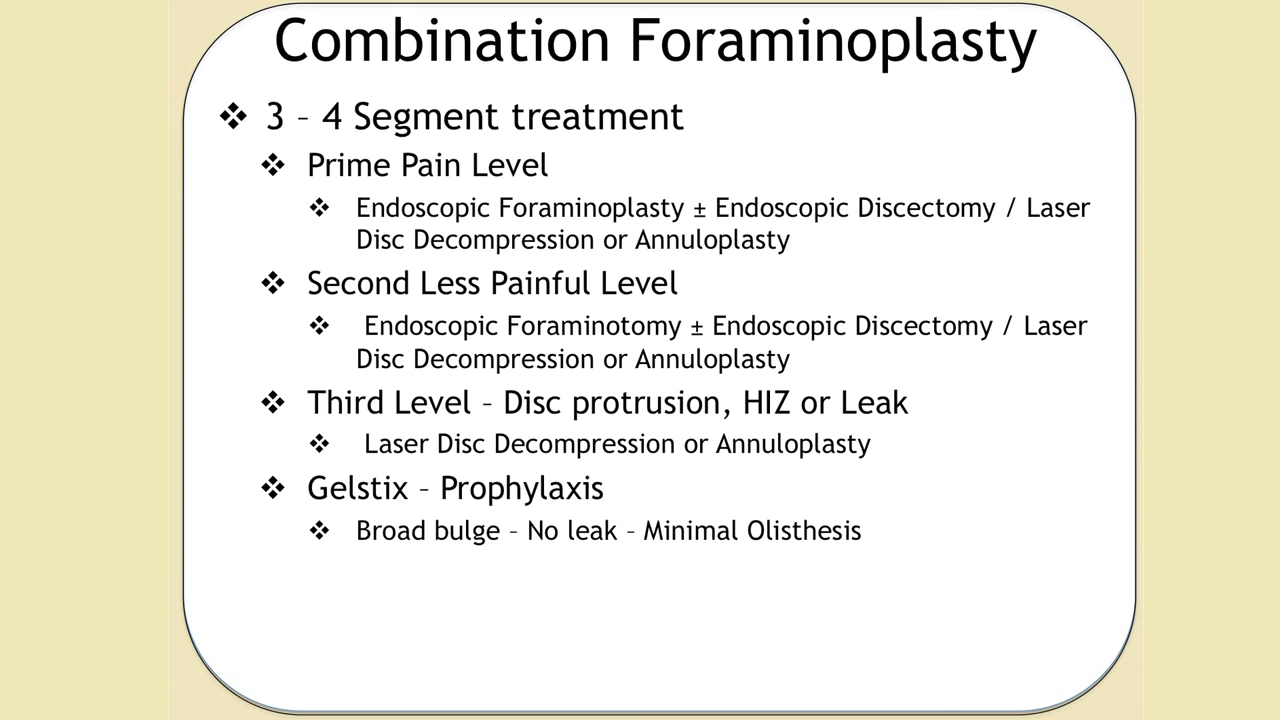 Combination Foraminoplasty
❖ 3 – 4 Segment treatment
❖ Prime Pain Level
❖ Endoscopic Foraminoplasty ± Endoscopic Discectomy / Laser
Disc Decompression or Annuloplasty
❖ Second Less Painful Level
❖ Endoscopic Foraminotomy ± Endoscopic Discectomy / Laser
Disc Decompression or Annuloplasty
❖ Third Level – Disc protrusion, HIZ or Leak
❖ Laser Disc Decompression or Annuloplasty
❖ Gelstix – Prophylaxis
❖ Broad bulge – No leak – Minimal Olisthesis